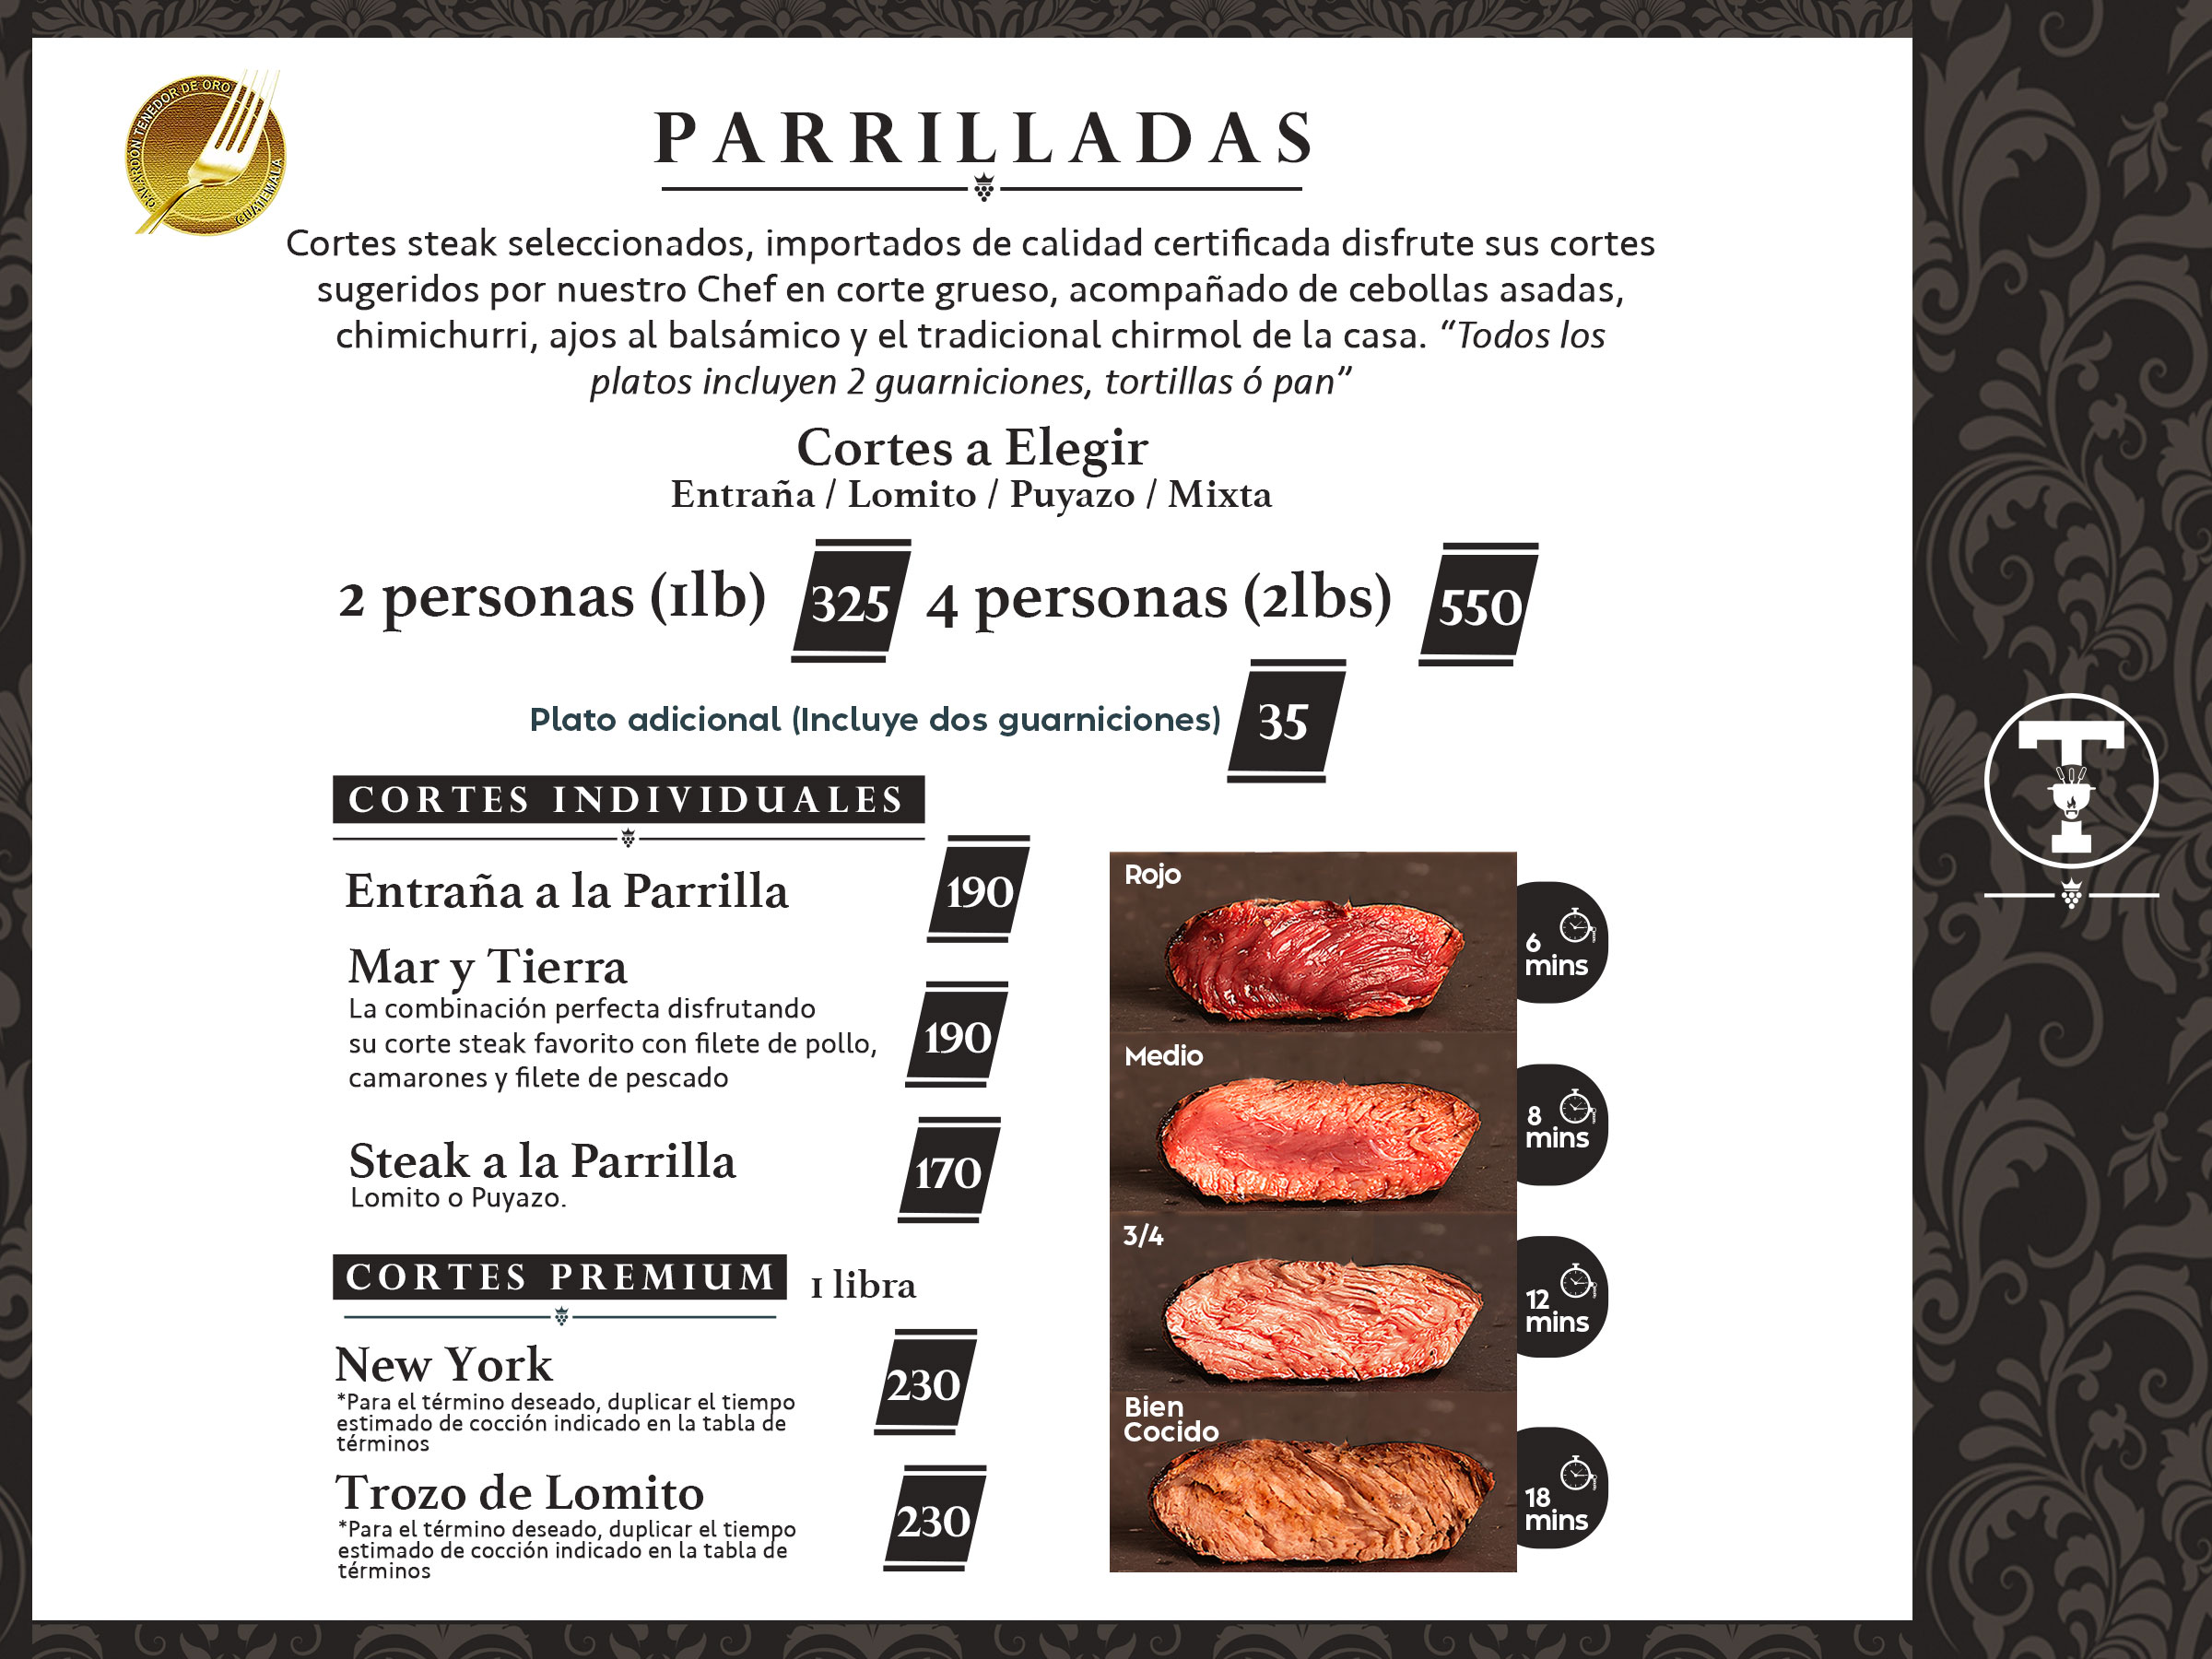 GALARDÓN TENEDOR DE ORO
GUATEMALA
PARRILLADAS
Cortes steak seleccionados, importados de calidad certificada disfrute sus cortes
sugeridos por nuestro Chef en corte grueso, acompañado de cebollas asadas,
chimichurri, ajos al balsámico y el tradicional chirmol de la casa. “Todos los
platos incluyen 2 guarniciones, tortillas ó pan”
Cortes a Elegir
Entraña / Lomito / Puyazo / Mixta
2 personas (1lb) 325 4 personas (2lbs) 550
Plato adicional (Incluye dos guarniciones) 35
CORTES INDIVIDUALES
Entraña a la Parrilla 190
Mar y Tierra
La combinación perfecta disfrutando
su corte steak favorito con filete de pollo,
camarones y filete de pescado
190
Steak a la Parrilla 170
Lomito o Puyazo.
CORTES PREMIUM 1 libra
New York 230
*Para el término deseado, duplicar el tiempo
estimado de cocción indicado en la tabla de
términos
Trozo de Lomito 230
*Para el término deseado, duplicar el tiempo
estimado de cocción indicado en la tabla de
términos
Rojo
6
mins
Medio
8
mins
3/4
12
mins
Bien
Cocido
18
mins
T